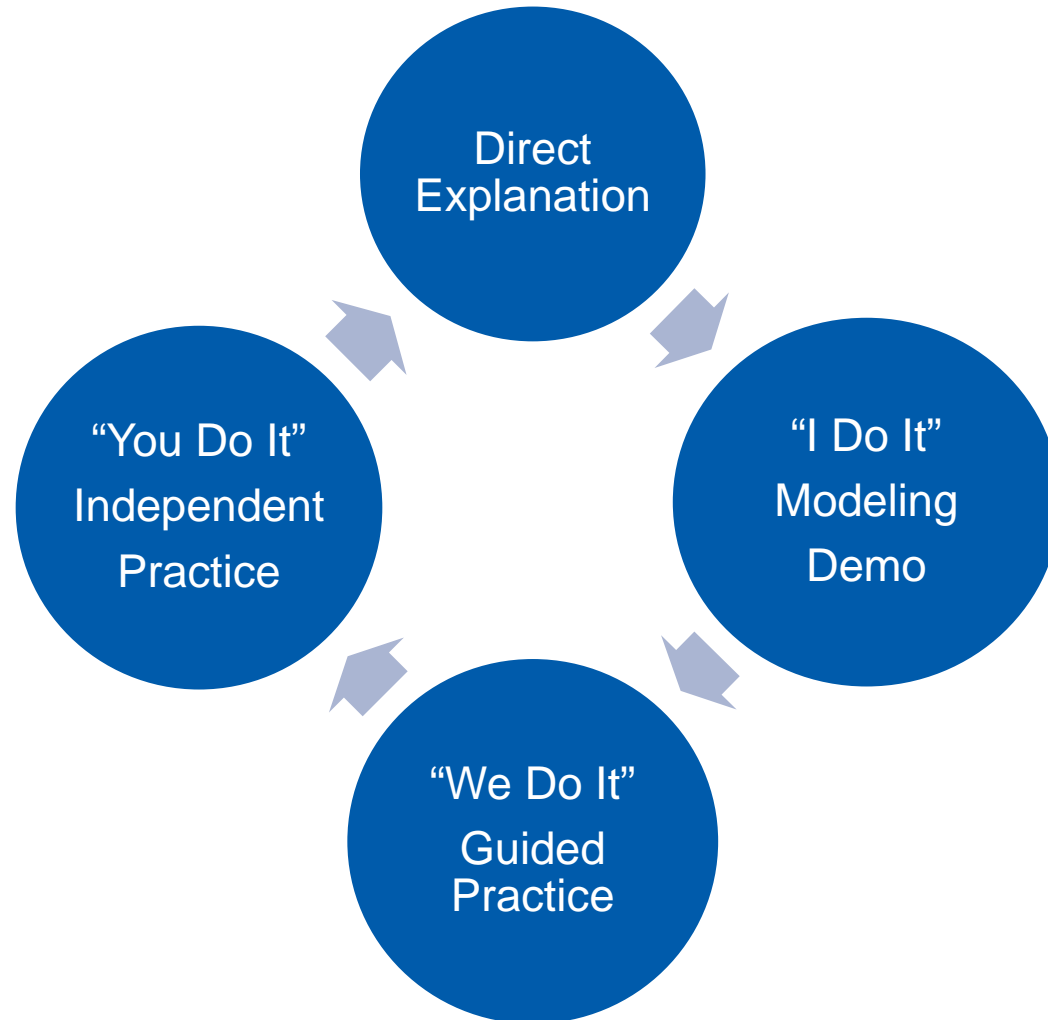 Direct
Explanation
“I Do It”
Modeling
Demo
“We Do It”
Guided
Practice
“You Do It”
Independent
Practice